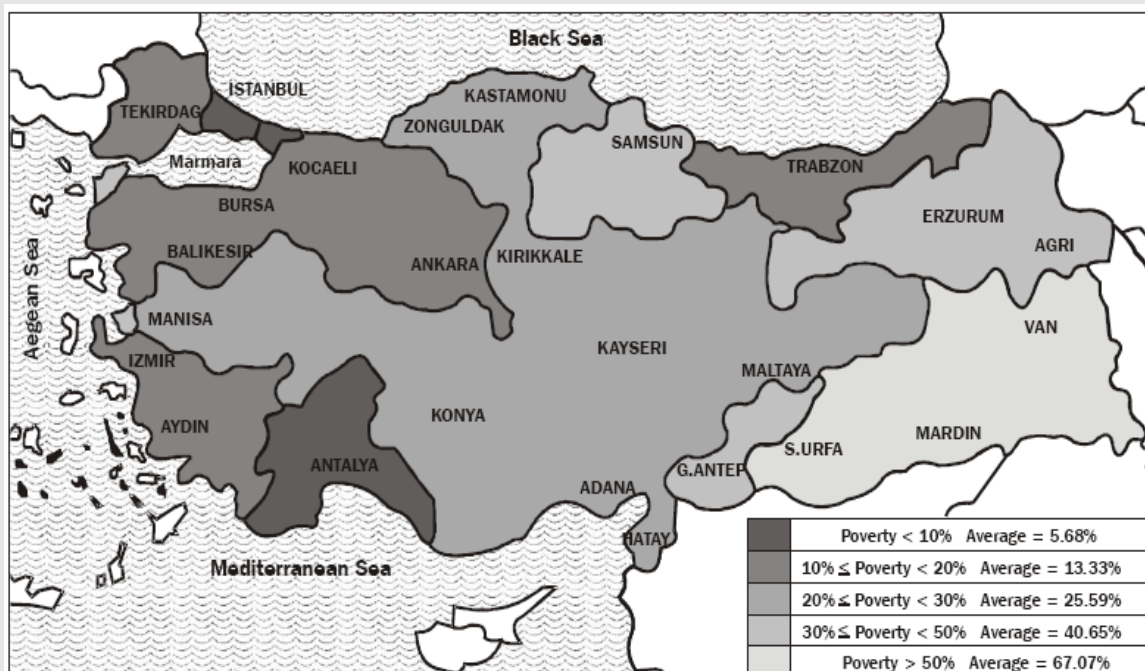 Black Sea
ISTANBUL
KASTAMONU
TEKIRDAG
ZONGULDAK
SAMSUN
Marmara
KOCAELI
TRABZON
BURSA
ERZURUM
BALIKESIR
AGRI
KIRIKKALE
ANKARA
Aegean Sea
MANISA
VAN
KAYSERI
IZMIR
MALTAYA
KONYA
AYDIN
MARDIN
S.URFA
ANTALYA
G.ANTEP
ADANA
HATAY
Mediterranean Sea
Poverty < 10% Average = 5.68%
10% ≤ Poverty < 20% Average = 13.33%
20% ≤ Poverty < 30% Average = 25.59%
30% ≤ Poverty < 50% Average = 40.65%
Poverty > 50% Average = 67.07%